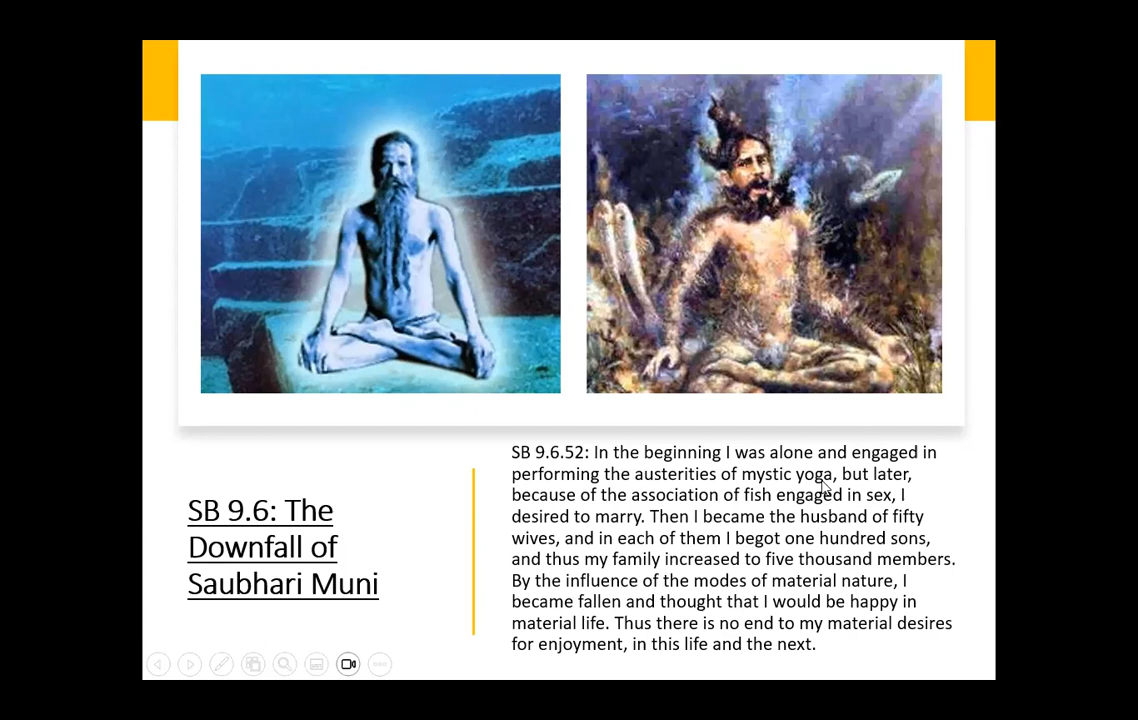 SB 9.6: The
Downfall of
Saubhari Muni
SB 9.6.52: In the beginning I was alone and engaged in
performing the austerities of mystic yoga, but later,
because of the association of fish engaged in sex, I
desired to marry. Then I became the husband of fifty
wives, and in each of them I begot one hundred sons,
and thus my family increased to five thousand members.
By the influence of the modes of material nature, I
became fallen and thought that I would be happy in
material life. Thus there is no end to my material desires
for enjoyment, in this life and the next.